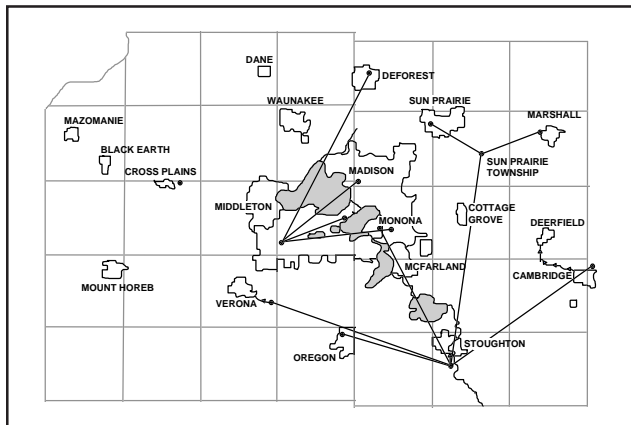 DANE
DEFOREST
WAUNAKEE
SUN PRAIRIE
MARSHALL
MAZOMANIE
BLACK EARTH
CROSS PLAINS
MADISON
SUN PRAIRIE
TOWNSHIP
MIDDLETON
MONONA
COTTAGE
GROVE
DEERFIELD
MCFARLAND
CAMBRIDGE
MOUNT HOREB
VERONA
OREGON
STOUGHTON